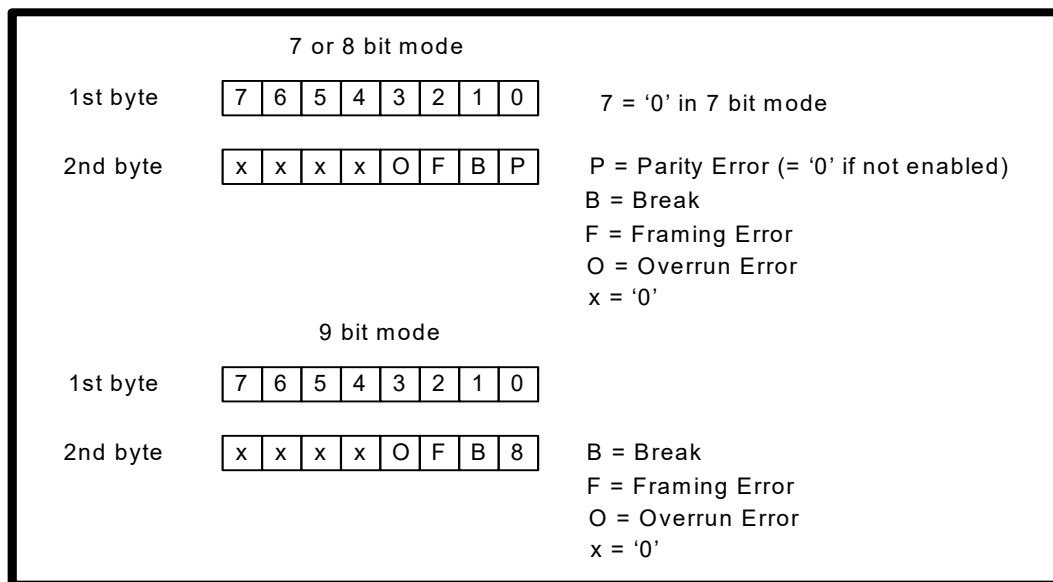 7 or 8 bit mode
1st byte 7 6 5 4 3 2 1 0 7 = ‘0’ in 7 bit mode
2nd byte x x x x O F B P P = Parity Error (= ‘0’ if not enabled)
B = Break
F = Framing Error
O = Overrun Error
x = ‘0’
9 bit mode
1st byte 7 6 5 4 3 2 1 0
2nd byte x x x x O F B 8 B = Break
F = Framing Error
O = Overrun Error
x = ‘0’